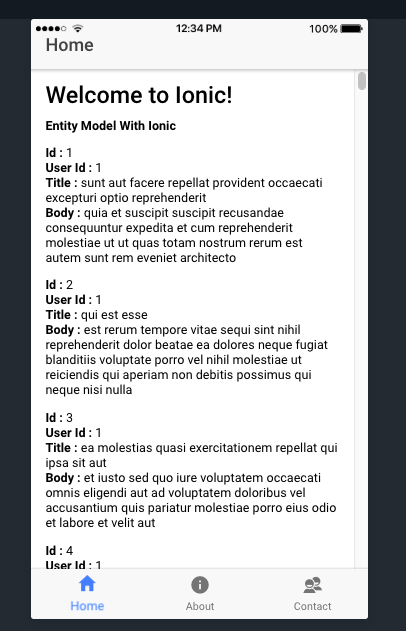 12:34 PM
100%
Home
Welcome to Ionic!
Entity Model With Ionic
Id : 1
User Id : 1
Title : sunt aut facere repellat provident occaecati
excepturi optio reprehenderit
Body : quia et suscipit suscipit recusandae
consequuntur expedita et cum reprehenderit
molestiae ut ut quas totam nostrum rerum est
autem sunt rem eveniet architecto
Id : 2
User Id : 1
Title : qui est esse
Body : est rerum tempore vitae sequi sint nihil
reprehenderit dolor beatae ea dolores neque fugiat
blanditiis voluptate porro vel nihil molestiae ut
reiciendis qui aperiam non debitis possimus qui
neque nisi nulla
Id : 3
User Id : 1
Title : ea molestias quasi exercitationem repellat qui
ipsa sit aut
Body : et iusto sed quo iure voluptatem occaecati
omnis eligendi aut ad voluptatem doloribus vel
accusantium quis pariatur molestiae porro eius odio
et labore et velit aut
Id : 4
User Id : 1
Home
About
Contact